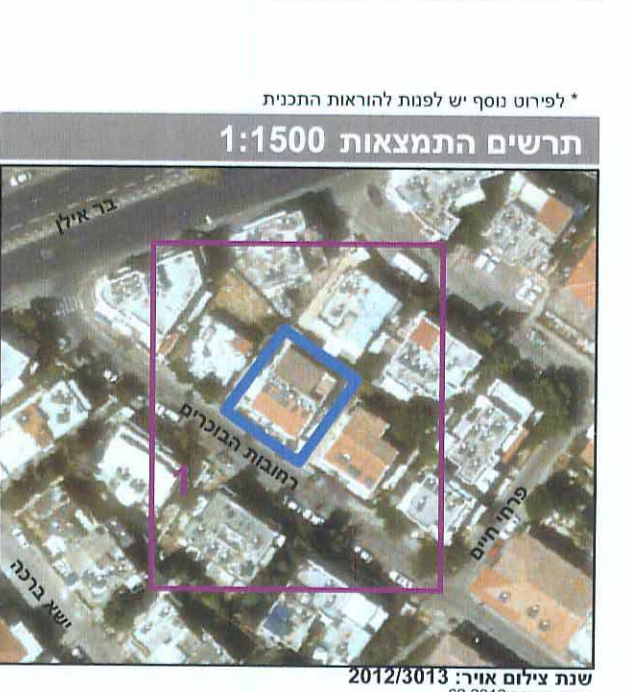 * לפירוט נוסף יש לפנות להוראות התכנית
תרשים התמצאות 1:1500
בר אילן
רחובות הבוכרים
1
פרחי חיים
ישא ברכה
שנת צילום אויר: 2012/3013